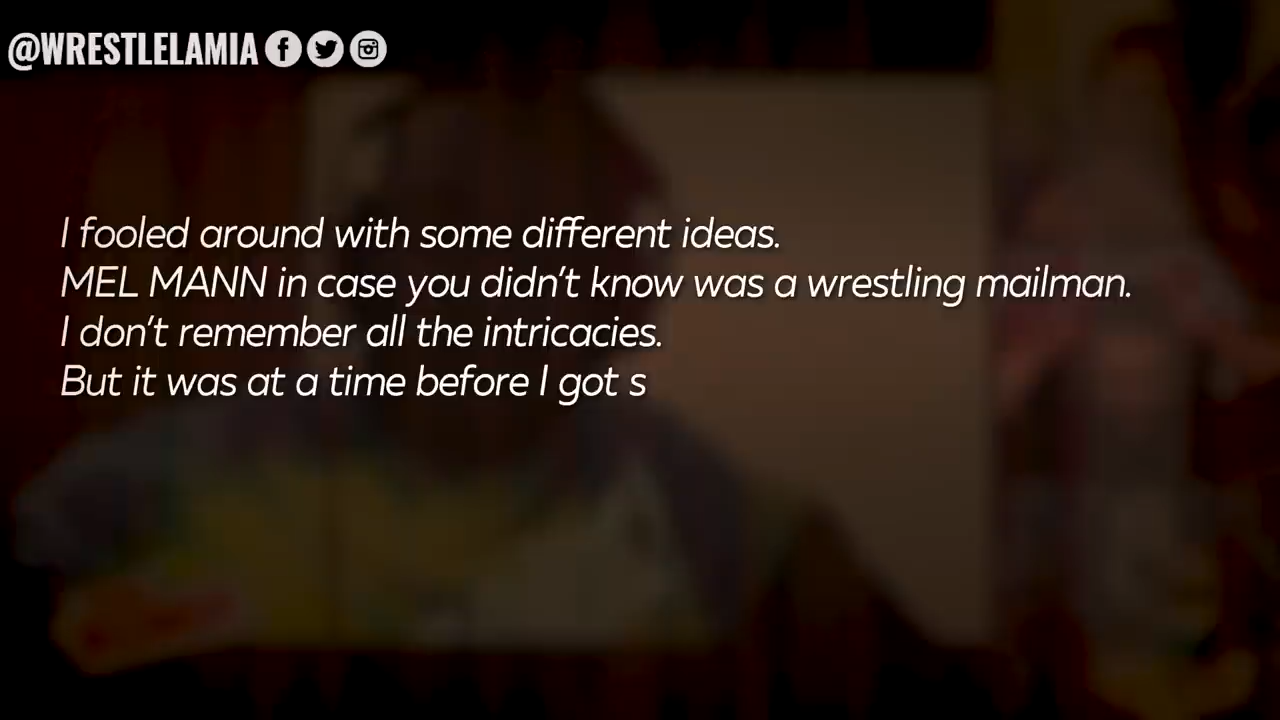 @WRESTLELAMIA
I fooled around with some different ideas.
MEL MANN in case you didn't know was a wrestling mailman.
I don't remember all the intricacies.
But it was at a time before I got s